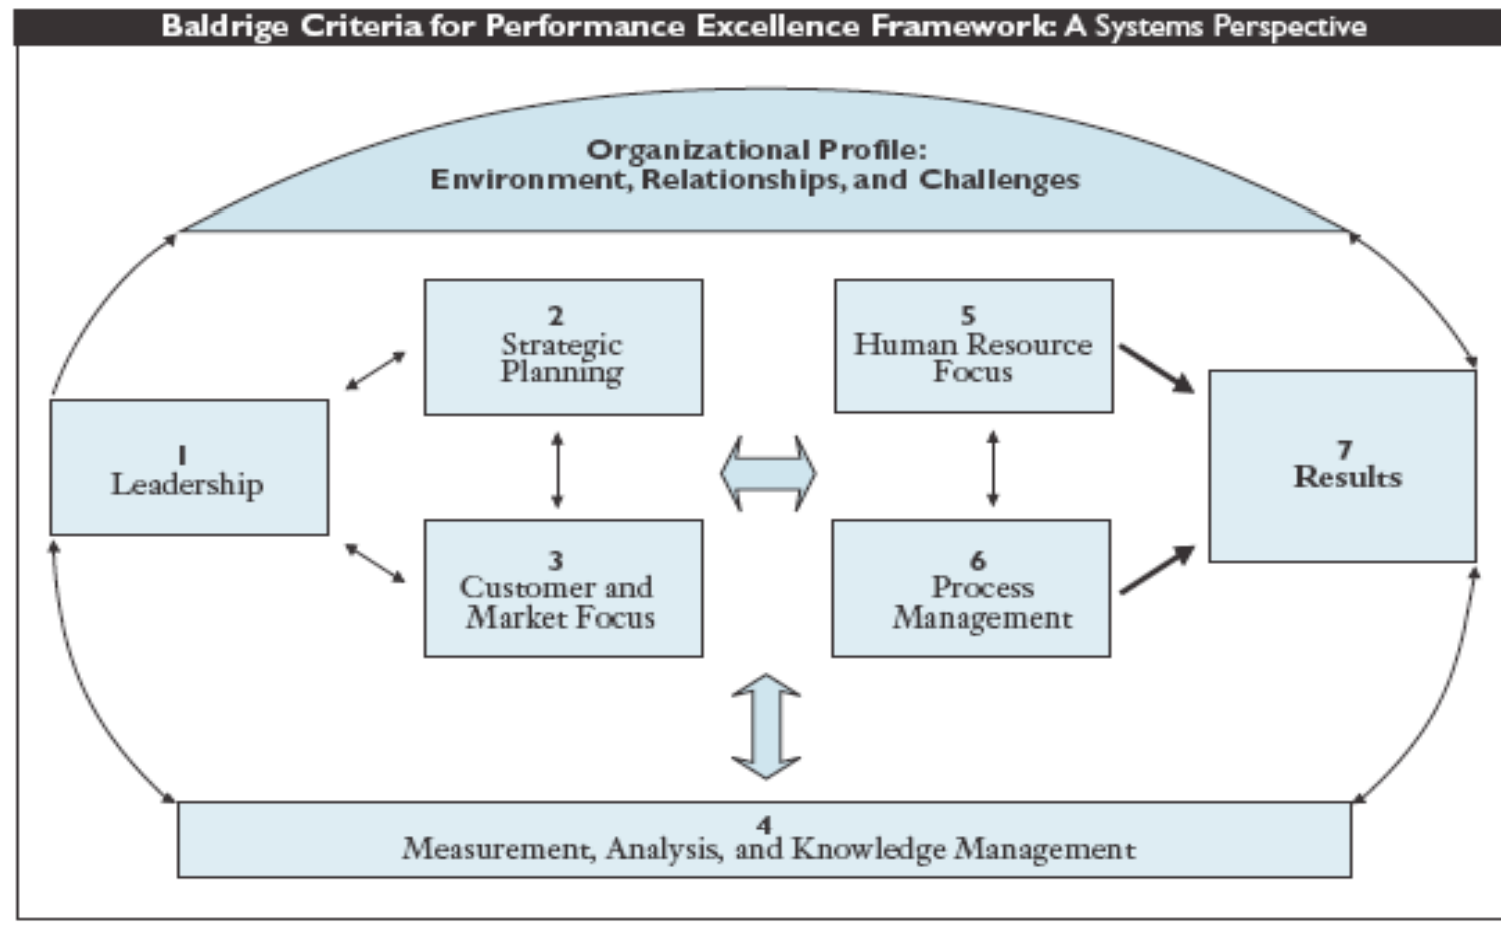 Baldrige Criteria for Performance Excellence Framework: A Systems Perspective
Organizational Profile:
Environment, Relationships, and Challenges
2
Strategic
Planning
5
Human Resource
Focus
1
Leadership
7
Results
3
Customer and
Market Focus
6
Process
Management
4
Measurement, Analysis, and Knowledge Management